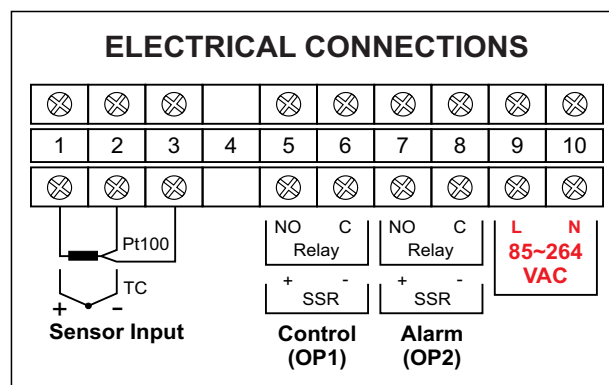 ELECTRICAL CONNECTIONS
1 2 3 4 5 6 7 8 9 10
NO C NO C L N
Pt100 Relay Relay 85~264
VAC
TC + - + -
+ - SSR SSR
Sensor Input Control Alarm
(OP1) (OP2)